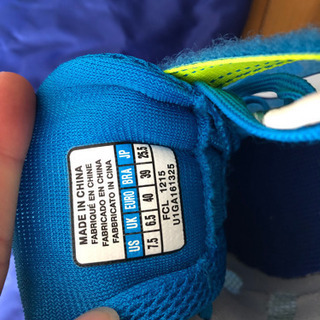 MADE IN CHINA
FABRIQUÉ EN CHINE
FABRICADO EN CHINA
FABBRICATO IN CINA
US UK EURO BRA JP
7.5 6.5 40 39 25.5
FCL 1215
U1GA161325